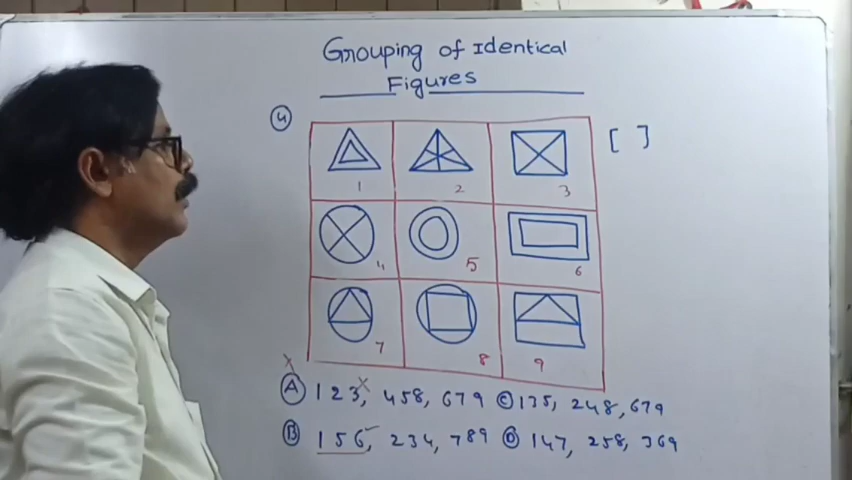 Grouping of Identical
Figures
4 [ ]
1 2 3
4 5 6
7 8 9
A 1 2 3, 4 5 8, 6 7 9 C 1 3 5, 2 4 8, 6 7 9
B 1 5 6, 2 3 4, 7 8 9 D 1 4 7, 2 5 8, 3 6 9